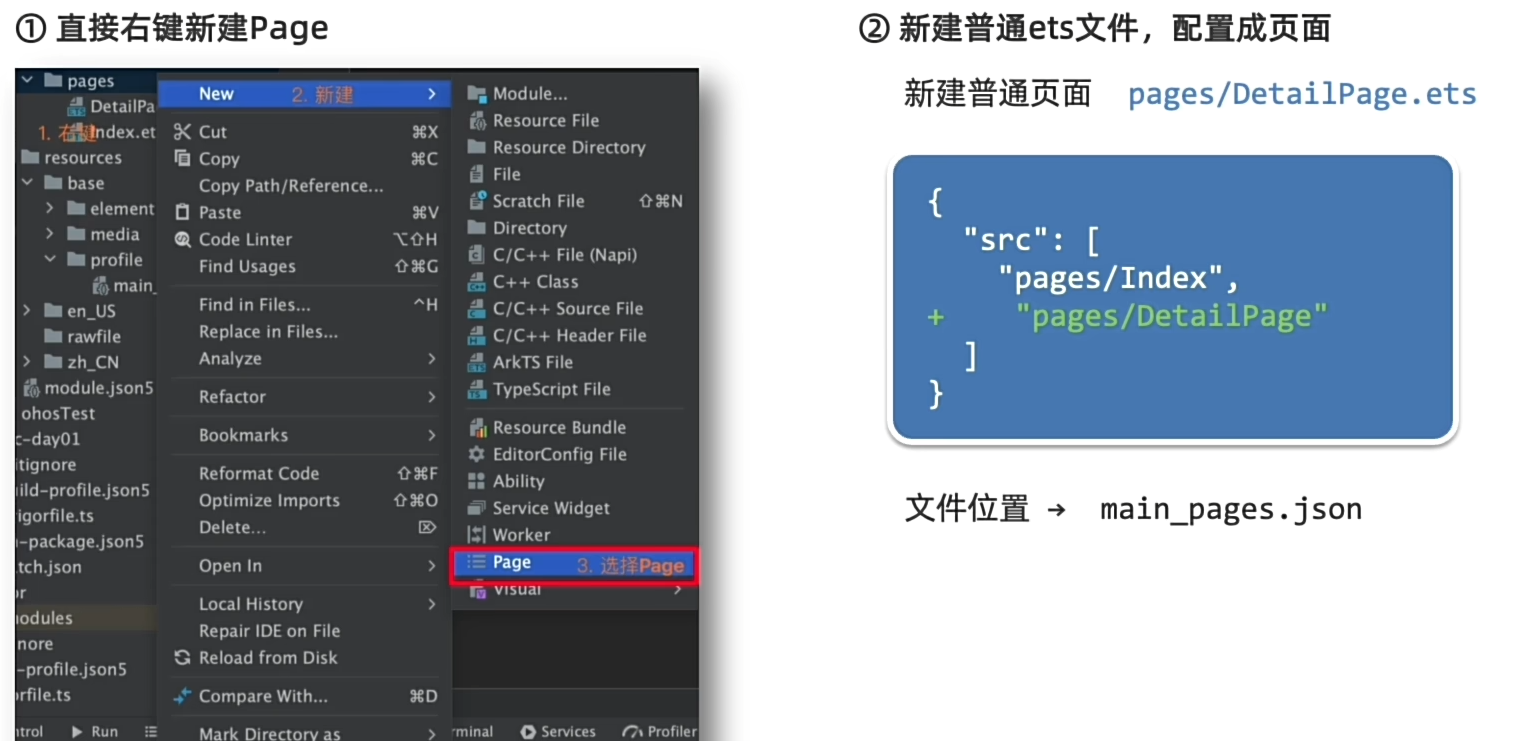 ① 直接右键新建Page
pages
DetailPa
1. 右键
Index.et
resources
base
element
media
profile
main_
en_US
rawfile
zh_CN
module.json5
ohosTest
c-day01
itignore
ild-profile.json5
igorfile.ts
-package.json5
tch.json
or
odules
nore
-profile.json5
rfile.ts
ntrol
Run
New 2. 新建
Cut ⌘X
Copy ⌘C
Copy Path/Reference...
Paste ⌘V
Code Linter ⌥⇧H
Find Usages ⇧⌘G
Find in Files... ^H
Replace in Files...
Analyze
Refactor
Bookmarks
Reformat Code ⇧⌘F
Optimize Imports ⇧⌘O
Delete... ⌦
Open In
Local History
Repair IDE on File
Reload from Disk
Compare With... ⌘D
Mark Directory as
Module...
Resource File
Resource Directory
File
Scratch File ⇧⌘N
Directory
C/C++ File (Napi)
C++ Class
C/C++ Source File
C/C++ Header File
ArkTS File
TypeScript File
Resource Bundle
EditorConfig File
Ability
Service Widget
Worker
Page 3. 选择Page
Visual
rminal
Services
Profiler
② 新建普通ets文件，配置成页面
新建普通页面 pages/DetailPage.ets
{
"src": [
"pages/Index",
+ "pages/DetailPage"
]
}
文件位置 → main_pages.json